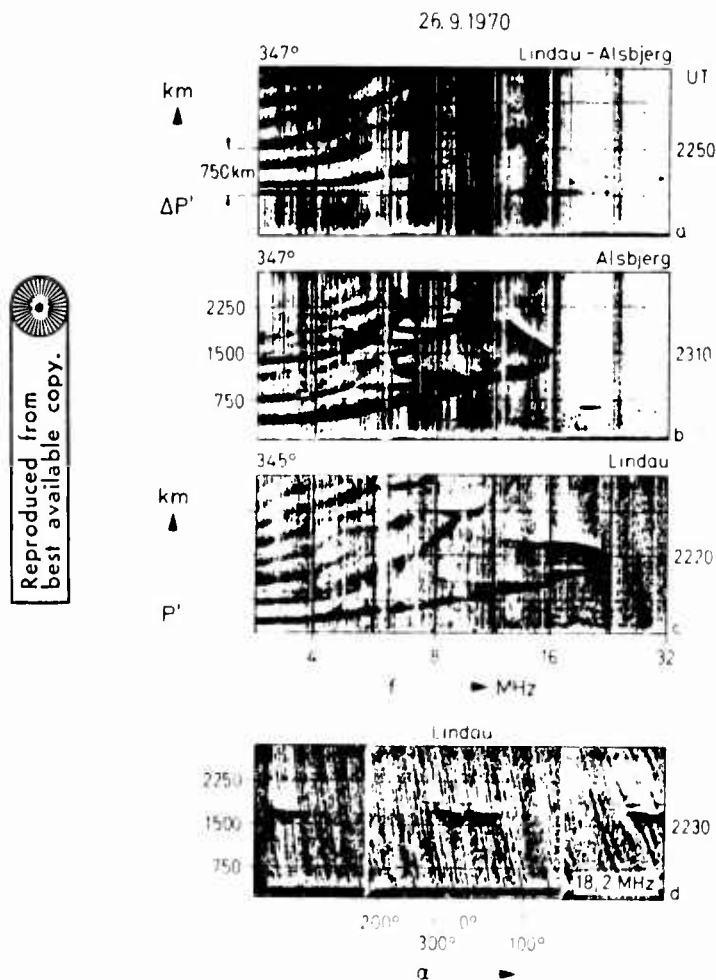 26.9.1970
347° Lindau - Alsbjerg
UT
km
750km
ΔP'
2250
a
347° Alsbjerg
2250
1500
750
2310
b
345° Lindau
km
P'
2220
c
4 8 16 32
f MHz
Lindau
2250
1500
750
2230
18,2 MHz
d
200° 0°
300° 100°
α
Reproduced from
best available copy.